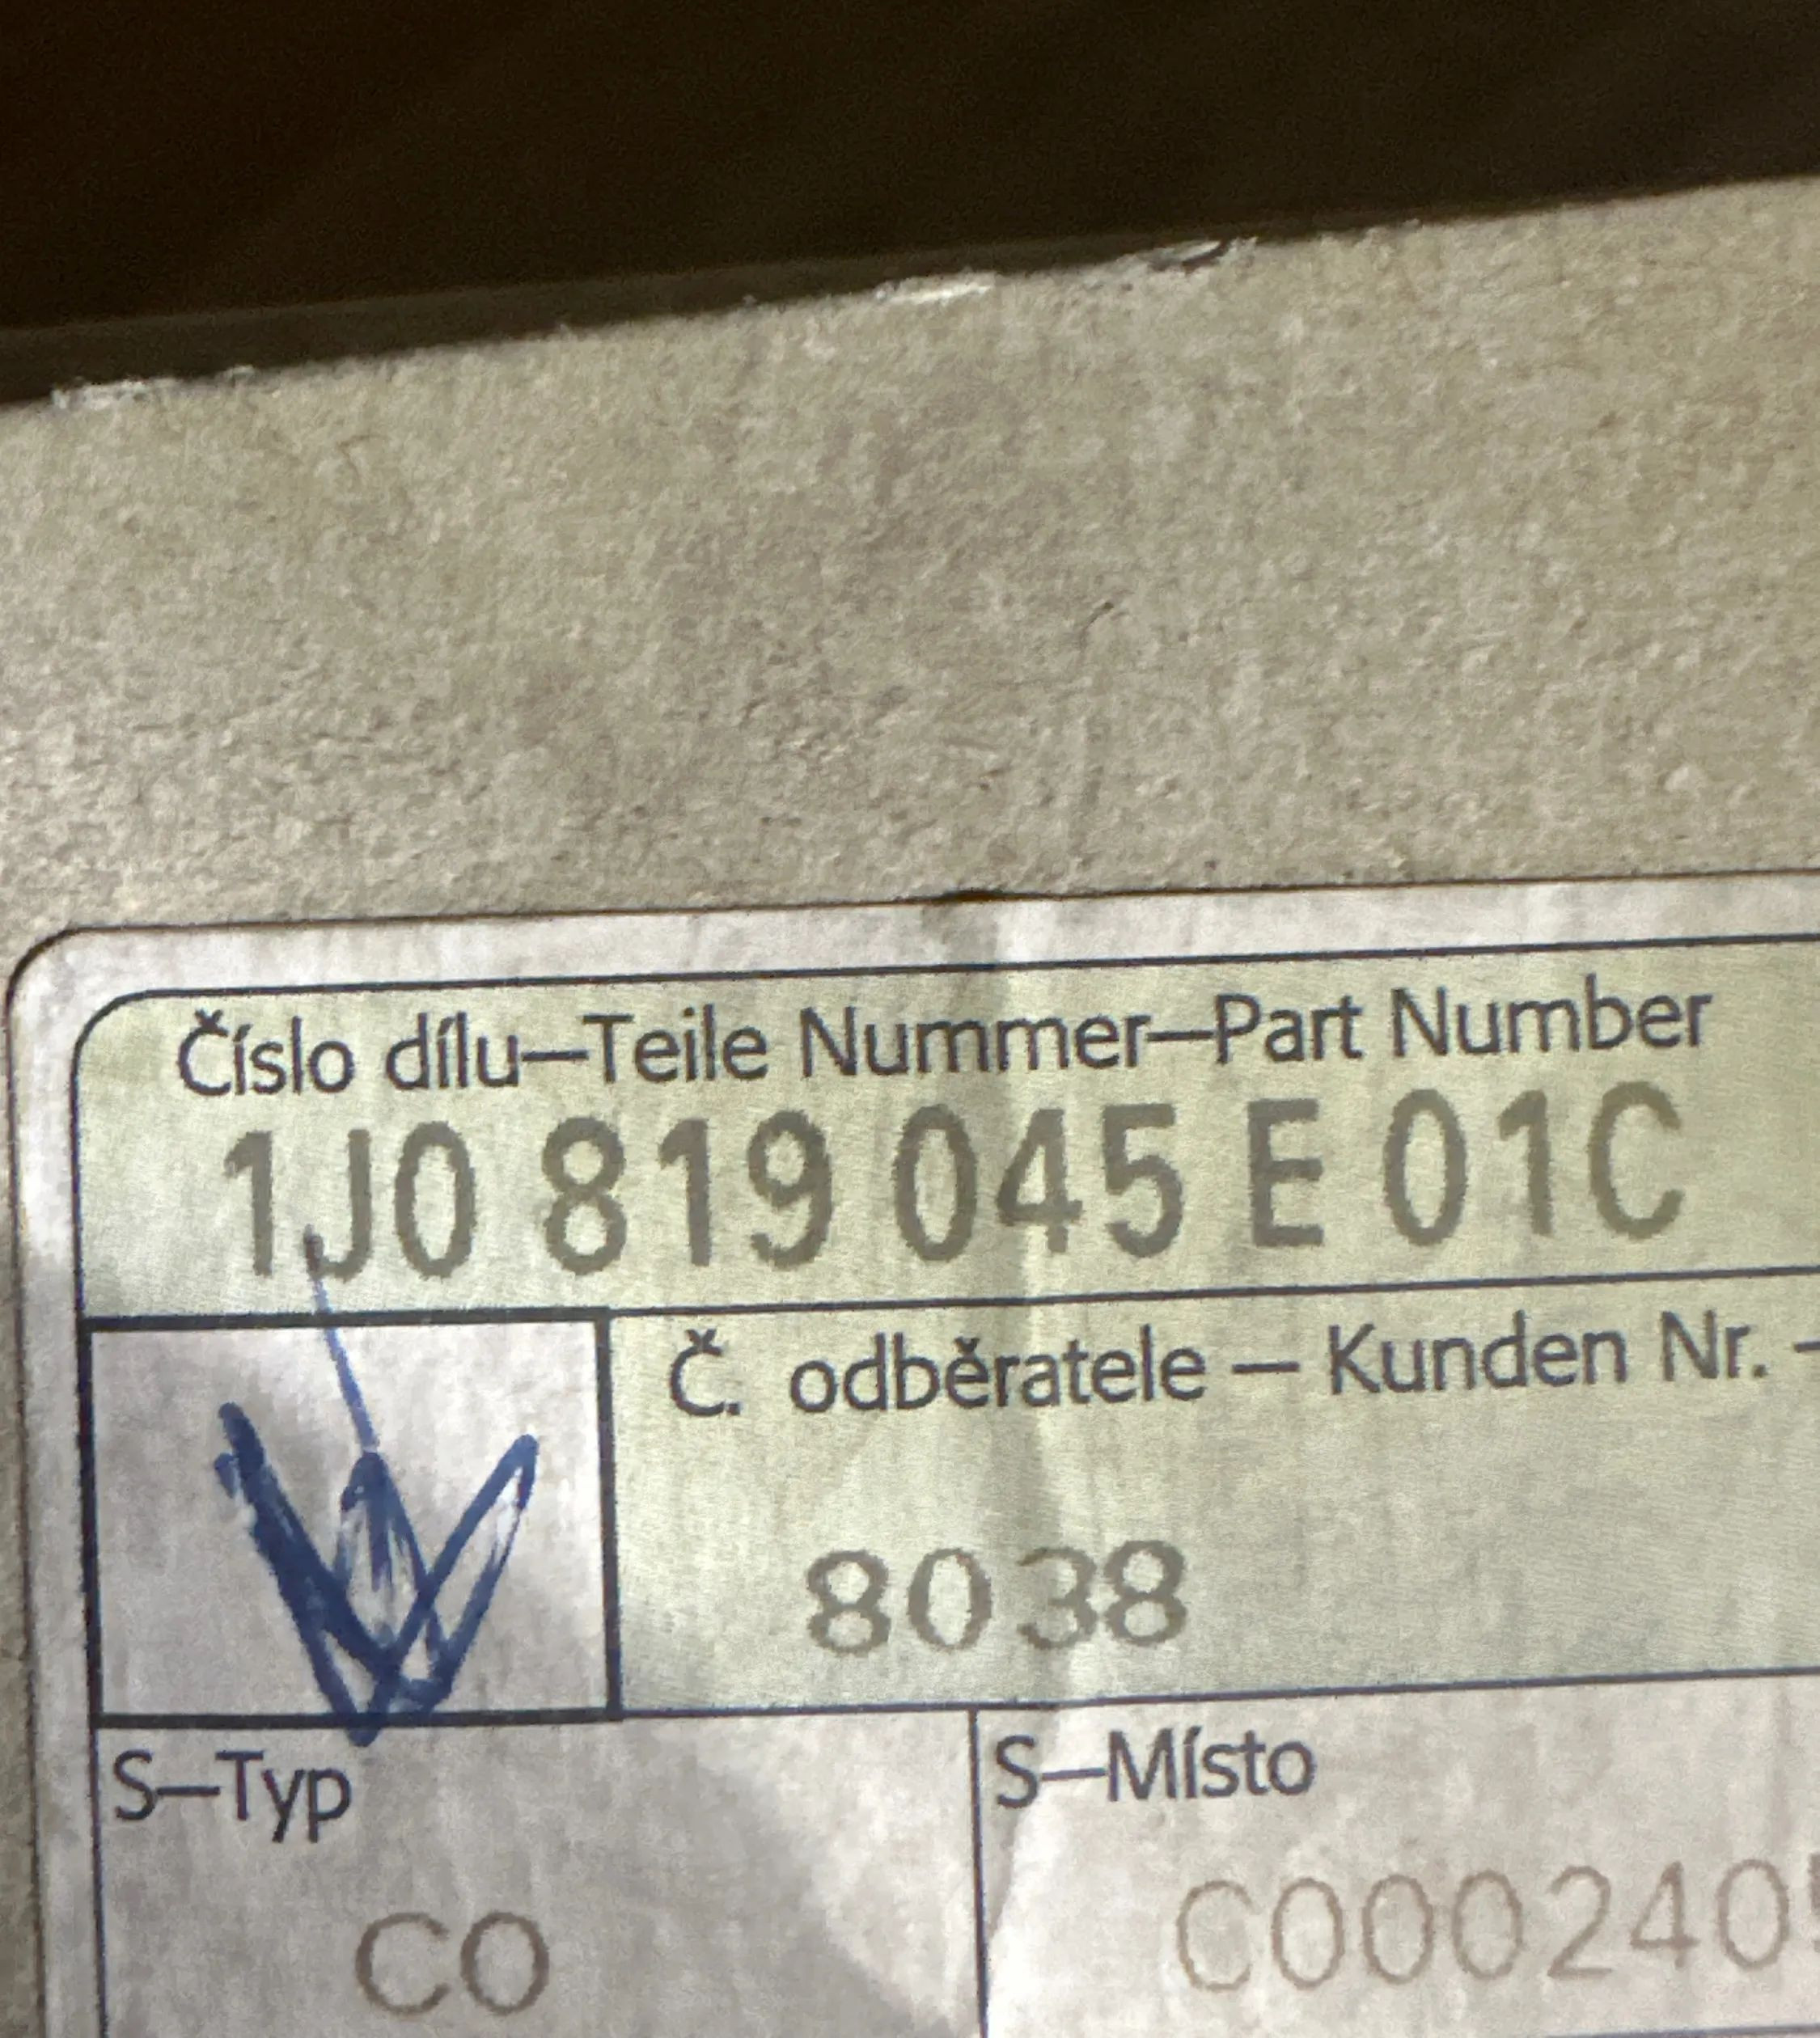 Číslo dílu–Teile Nummer–Part Number
1J0 819 045 E 01C
Č. odběratele – Kunden Nr. –
8038
S–Typ
S–Místo
CO
C000240